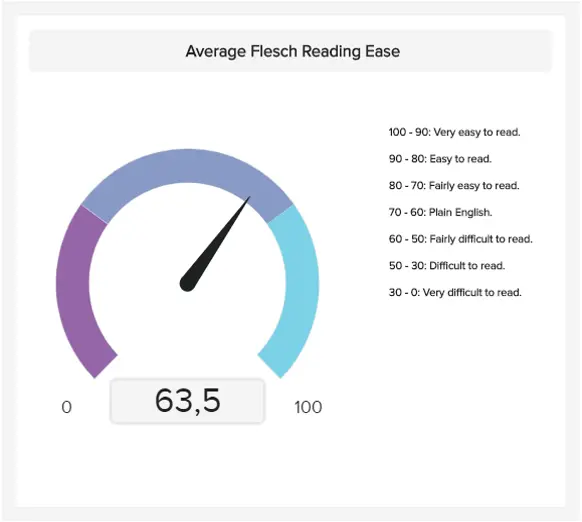 Average Flesch Reading Ease
100 - 90: Very easy to read.
90 - 80: Easy to read.
80 - 70: Fairly easy to read.
70 - 60: Plain English.
60 - 50: Fairly difficult to read.
50 - 30: Difficult to read.
30 - 0: Very difficult to read.
0
63,5
100